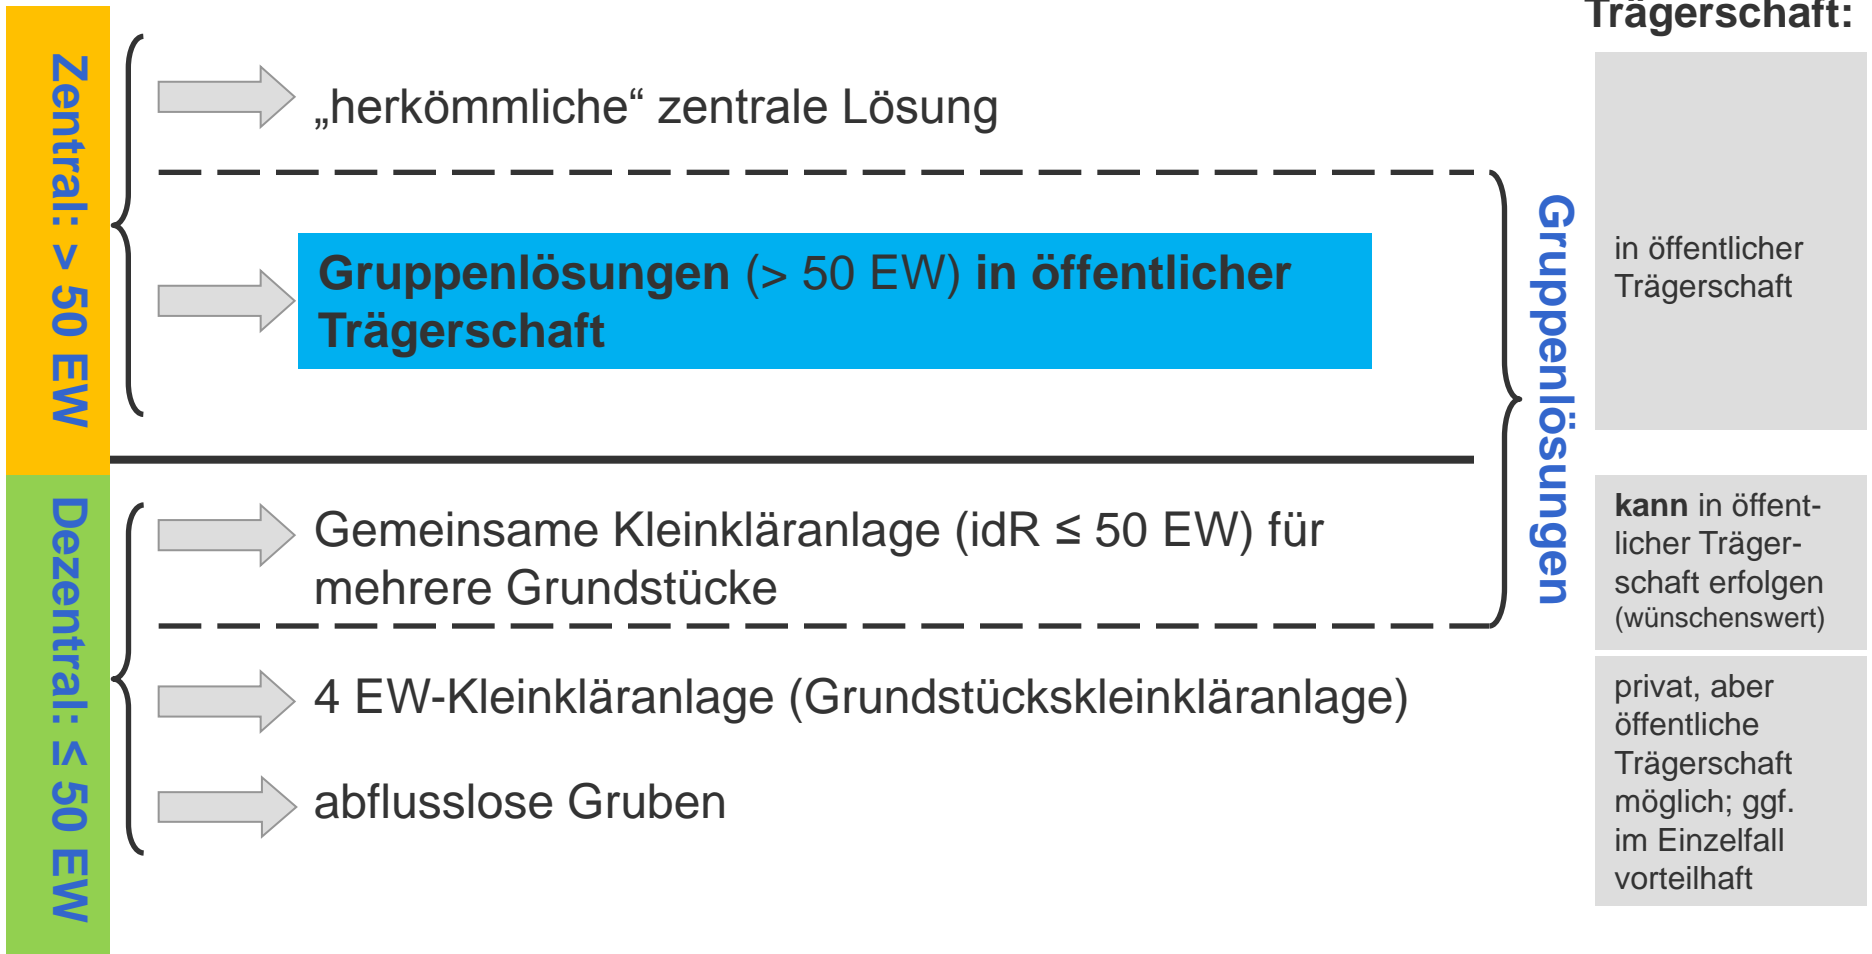 Trägerschaft:
Zentral: > 50 EW
„herkömmliche“ zentrale Lösung
Gruppenlösungen (> 50 EW) in öffentlicher
Trägerschaft
Gruppenlösungen
in öffentlicher
Trägerschaft
Dezentral: ≤ 50 EW
Gemeinsame Kleinkläranlage (idR ≤ 50 EW) für
mehrere Grundstücke
kann in öffent-
licher Träger-
schaft erfolgen
(wünschenswert)
4 EW-Kleinkläranlage (Grundstückskleinkläranlage)
abflusslose Gruben
privat, aber
öffentliche
Trägerschaft
möglich; ggf.
im Einzelfall
vorteilhaft